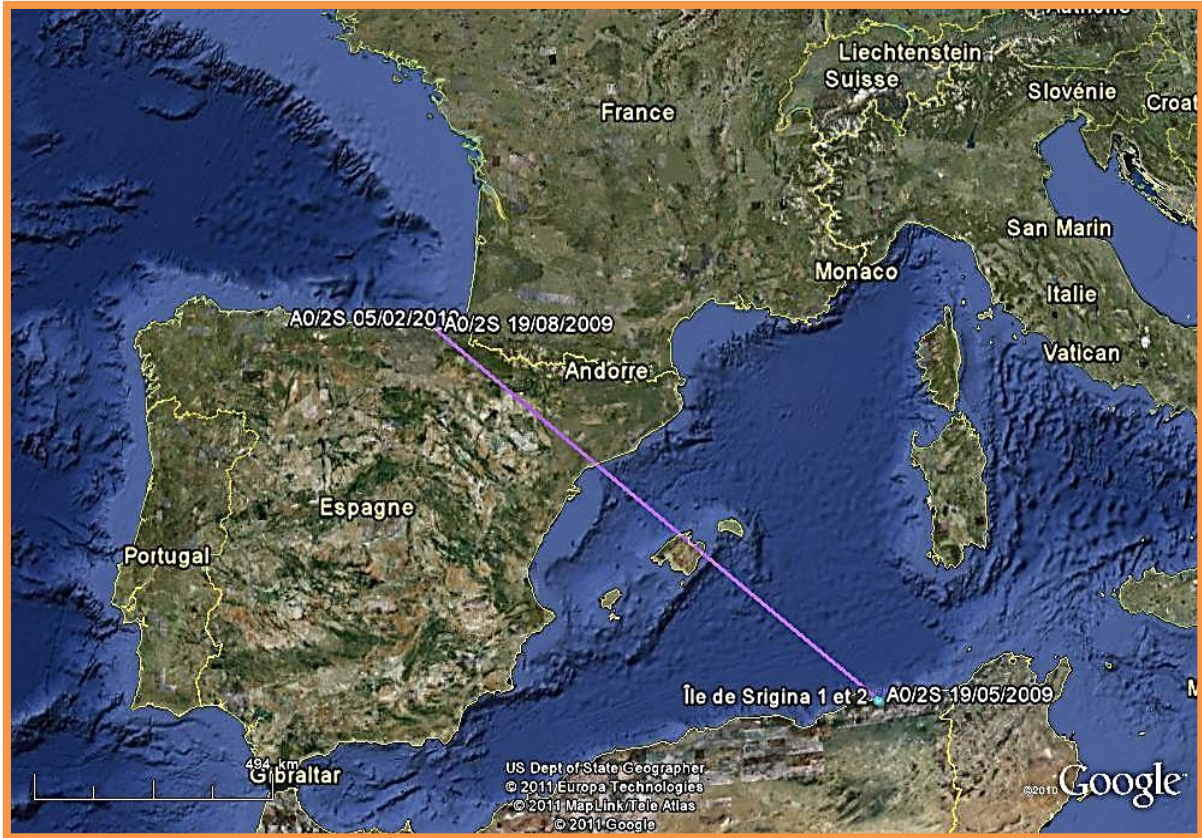 Autriche
Liechtenstein
Suisse
Slovénie
Croat
France
San Marin
Monaco
Italie
A0/2S 05/02/2010
A0/2S 19/08/2009
Vatican
Andorre
Espagne
Portugal
Île de Srigina 1 et 2
A0/2S 19/05/2009
M
494 km
Gibraltar
US Dept of State Geographer
© 2011 Europa Technologies
© 2011 MapLink/Tele Atlas
© 2011 Google
©2010 Google